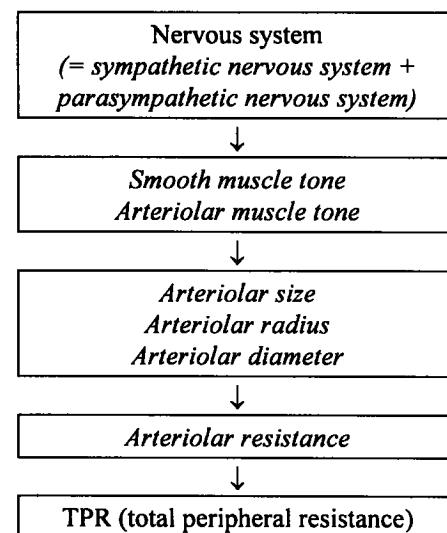 Nervous system
(= sympathetic nervous system +
parasympathetic nervous system)
↓
Smooth muscle tone
Arteriolar muscle tone
↓
Arteriolar size
Arteriolar radius
Arteriolar diameter
↓
Arteriolar resistance
↓
TPR (total peripheral resistance)